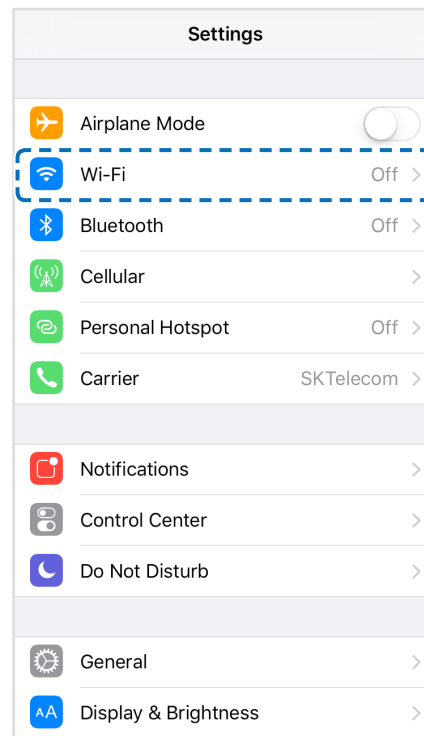 Settings
Airplane Mode
Wi-Fi Off
Bluetooth Off
Cellular
Personal Hotspot Off
Carrier SKTelecom
Notifications
Control Center
Do Not Disturb
General
AA Display & Brightness